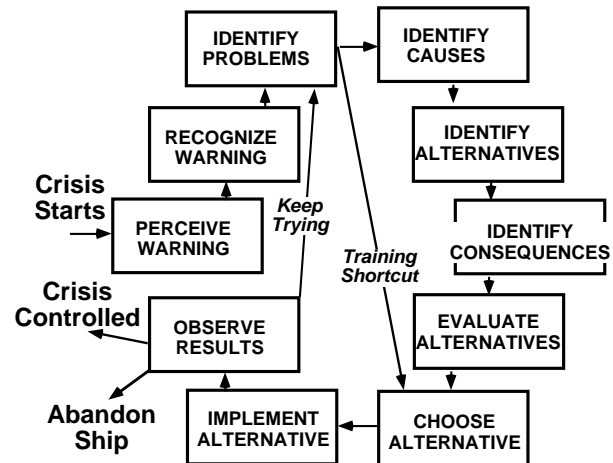 IDENTIFY
PROBLEMS
IDENTIFY
CAUSES
RECOGNIZE
WARNING
IDENTIFY
ALTERNATIVES
Crisis
Starts
PERCEIVE
WARNING
Keep
Trying
Training
Shortcut
IDENTIFY
CONSEQUENCES
Crisis
Controlled
OBSERVE
RESULTS
EVALUATE
ALTERNATIVES
Abandon
Ship
IMPLEMENT
ALTERNATIVE
CHOOSE
ALTERNATIVE